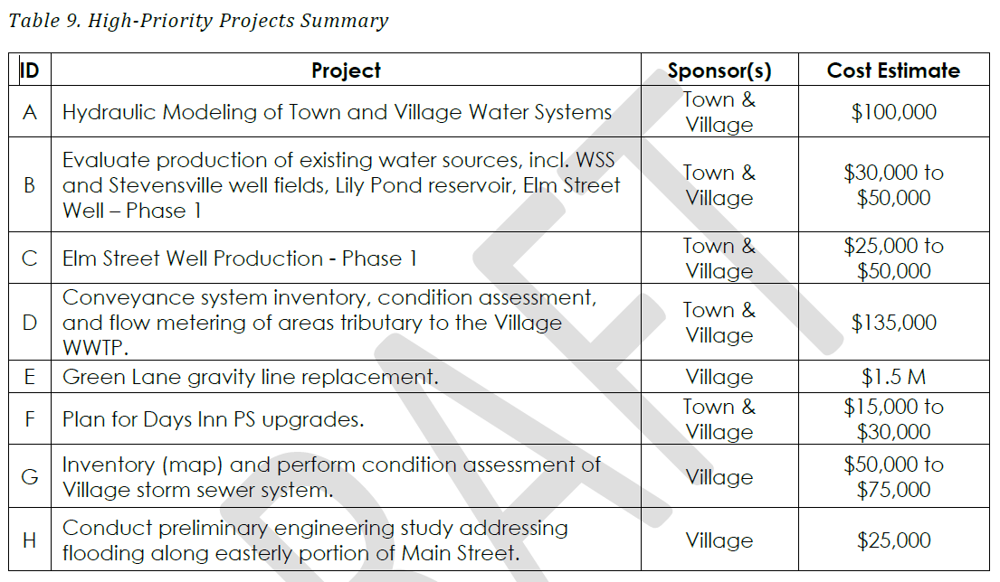 Table 9. High-Priority Projects Summary
ID Project Sponsor(s) Cost Estimate
A Hydraulic Modeling of Town and Village Water Systems Town & Village $100,000
B Evaluate production of existing water sources, incl. WSS and Stevensville well fields, Lily Pond reservoir, Elm Street Well – Phase 1 Town & Village $30,000 to $50,000
C Elm Street Well Production - Phase 1 Town & Village $25,000 to $50,000
D Conveyance system inventory, condition assessment, and flow metering of areas tributary to the Village WWTP. Town & Village $135,000
E Green Lane gravity line replacement. Village $1.5 M
F Plan for Days Inn PS upgrades. Town & Village $15,000 to $30,000
G Inventory (map) and perform condition assessment of Village storm sewer system. Village $50,000 to $75,000
H Conduct preliminary engineering study addressing flooding along easterly portion of Main Street. Village $25,000
RAFT